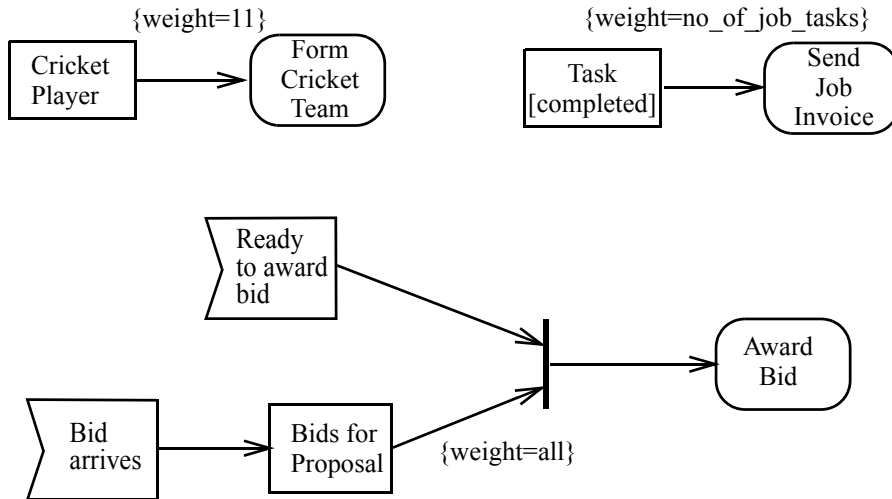 {weight=11}
Cricket
Player
Form
Cricket
Team
{weight=no_of_job_tasks}
Task
[completed]
Send
Job
Invoice
Ready
to award
bid
Award
Bid
Bid
arrives
Bids for
Proposal
{weight=all}